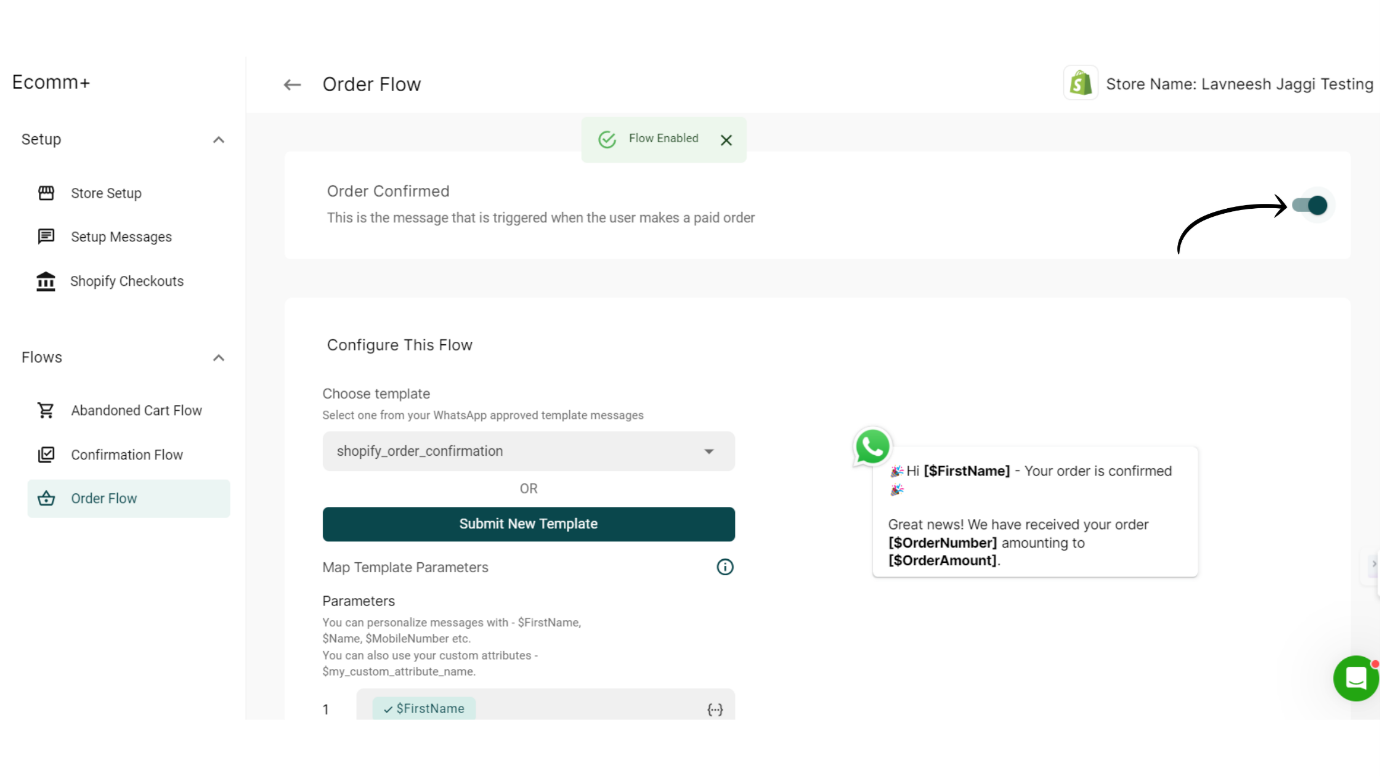 Ecomm+
Order Flow
Store Name: Lavneesh Jaggi Testing
Setup
Store Setup
Setup Messages
Shopify Checkouts
Flows
Abandoned Cart Flow
Confirmation Flow
Order Flow
Flow Enabled
Order Confirmed
This is the message that is triggered when the user makes a paid order
Configure This Flow
Choose template
Select one from your WhatsApp approved template messages
shopify_order_confirmation
OR
Submit New Template
Map Template Parameters
Parameters
You can personalize messages with - $FirstName,
$Name, $MobileNumber etc.
You can also use your custom attributes -
$my_custom_attribute_name.
1 $FirstName {...}
🎉 Hi [$FirstName] - Your order is confirmed
🎉
Great news! We have received your order
[$OrderNumber] amounting to
[$OrderAmount].